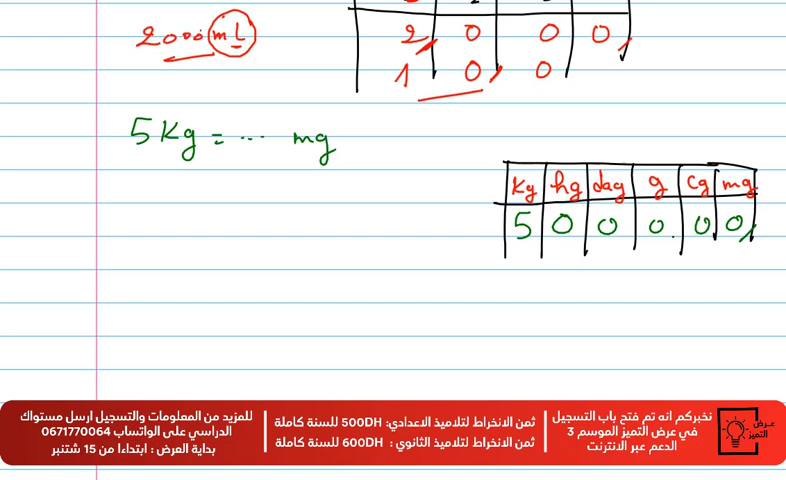 2000 mL
2, 0 0 0,
1 0, 0
5 Kg = ... mg
Kg hg dag g Cg mg
5 0 0 0. 0 0,
نخبركم انه تم فتح باب التسجيل
في عرض التميز الموسم 3
الدعم عبر الانترنت
ثمن الانخراط لتلاميذ الاعدادي: 500DH للسنة كاملة
ثمن الانخراط لتلاميذ الثانوي : 600DH للسنة كاملة
للمزيد من المعلومات والتسجيل ارسل مستواك
الدراسي على الواتساب 0671770064
بداية العرض : ابتداءا من 15 شتنبر
عرض
التميز